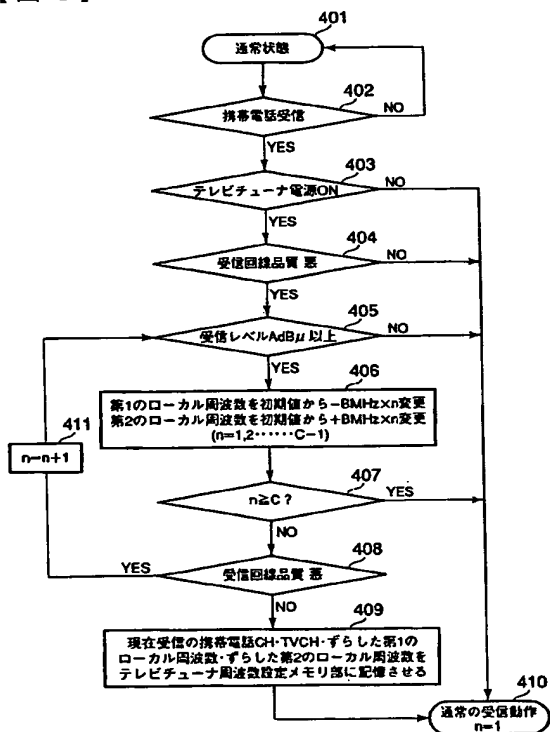 401
通常状態
402
携帯電話受信
NO
YES
403
テレビチューナ電源ON
NO
YES
404
受信回線品質 悪
NO
YES
405
受信レベルAdBμ以上
NO
YES
406
第1のローカル周波数を初期値から−BMHz×n変更
第2のローカル周波数を初期値から+BMHz×n変更
(n=1,2……C−1)
411
n−n+1
407
n≧C?
YES
NO
408
受信回線品質 悪
YES
NO
409
現在受信の携帯電話CH・TVCH・ずらした第1の
ローカル周波数・ずらした第2のローカル周波数を
テレビチューナ周波数設定メモリ部に記憶させる
410
通常の受信動作
n=1